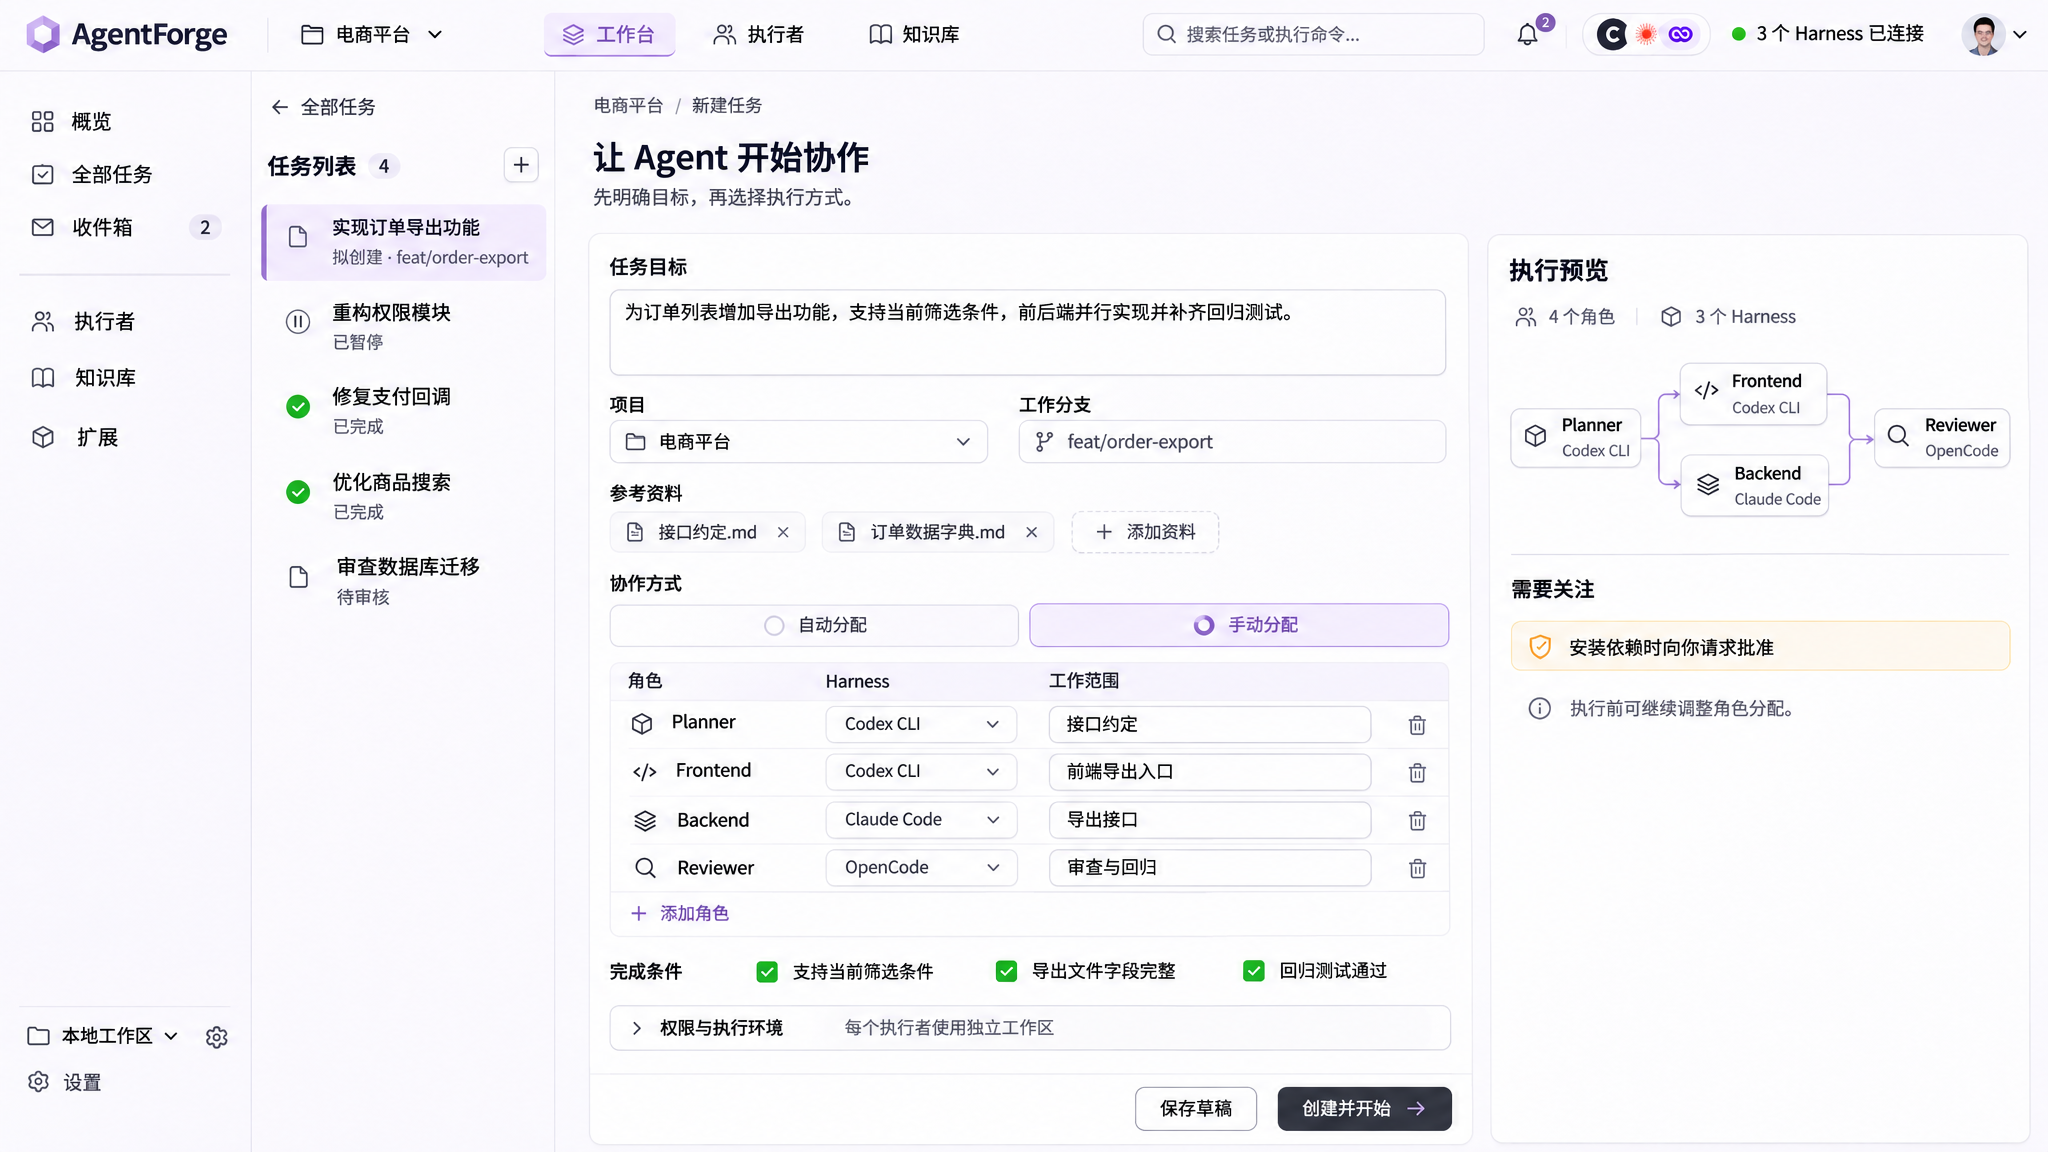 AgentForge
电商平台
工作台
执行者
知识库
搜索任务或执行命令...
2
3 个 Harness 已连接
概览
全部任务
收件箱
2
执行者
知识库
扩展
本地工作区
设置
全部任务
任务列表
4
实现订单导出功能
拟创建 · feat/order-export
重构权限模块
已暂停
修复支付回调
已完成
优化商品搜索
已完成
审查数据库迁移
待审核
电商平台 / 新建任务
让 Agent 开始协作
先明确目标，再选择执行方式。
任务目标
为订单列表增加导出功能，支持当前筛选条件，前后端并行实现并补齐回归测试。
项目
电商平台
工作分支
feat/order-export
参考资料
接口约定.md
订单数据字典.md
添加资料
协作方式
自动分配
手动分配
角色 Harness 工作范围
Planner Codex CLI 接口约定
Frontend Codex CLI 前端导出入口
Backend Claude Code 导出接口
Reviewer OpenCode 审查与回归
添加角色
完成条件
支持当前筛选条件
导出文件字段完整
回归测试通过
权限与执行环境
每个执行者使用独立工作区
保存草稿
创建并开始
执行预览
4 个角色
3 个 Harness
Planner
Codex CLI
Frontend
Codex CLI
Backend
Claude Code
Reviewer
OpenCode
需要关注
安装依赖时向你请求批准
执行前可继续调整角色分配。